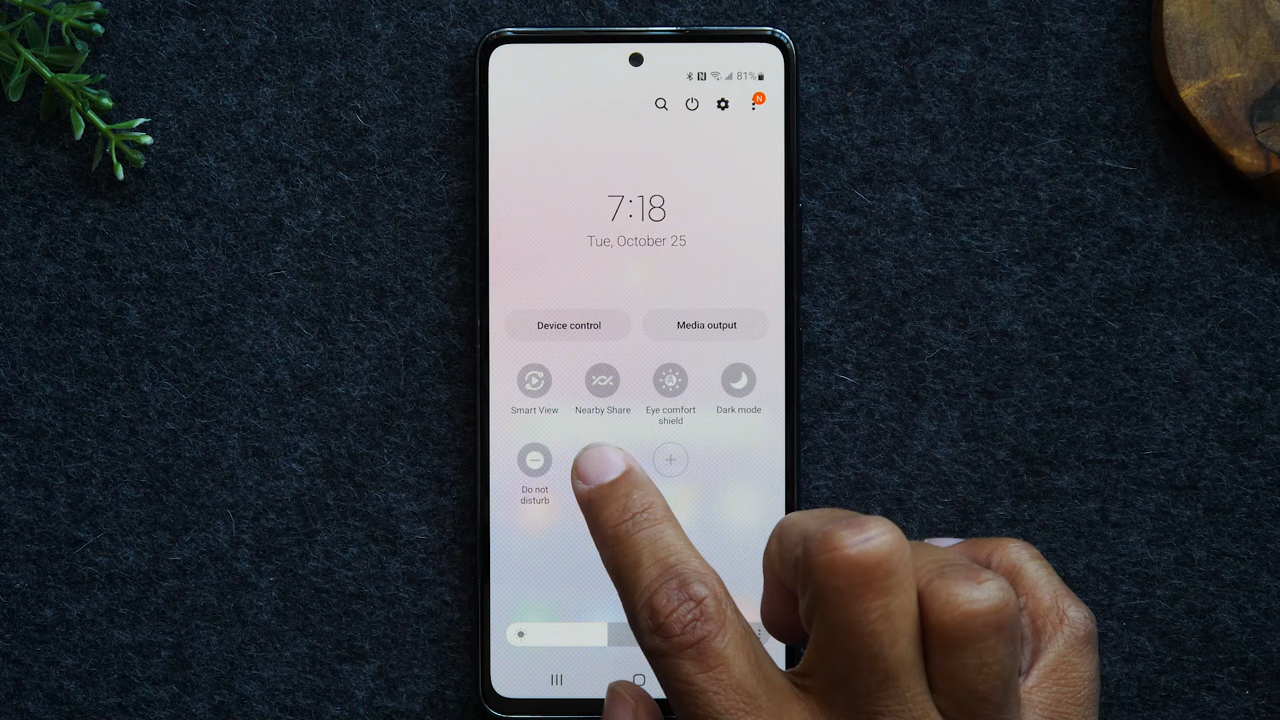 81%
N
7:18
Tue, October 25
Device control
Media output
Smart View
Nearby Share
Eye comfort
shield
Dark mode
Do not
disturb